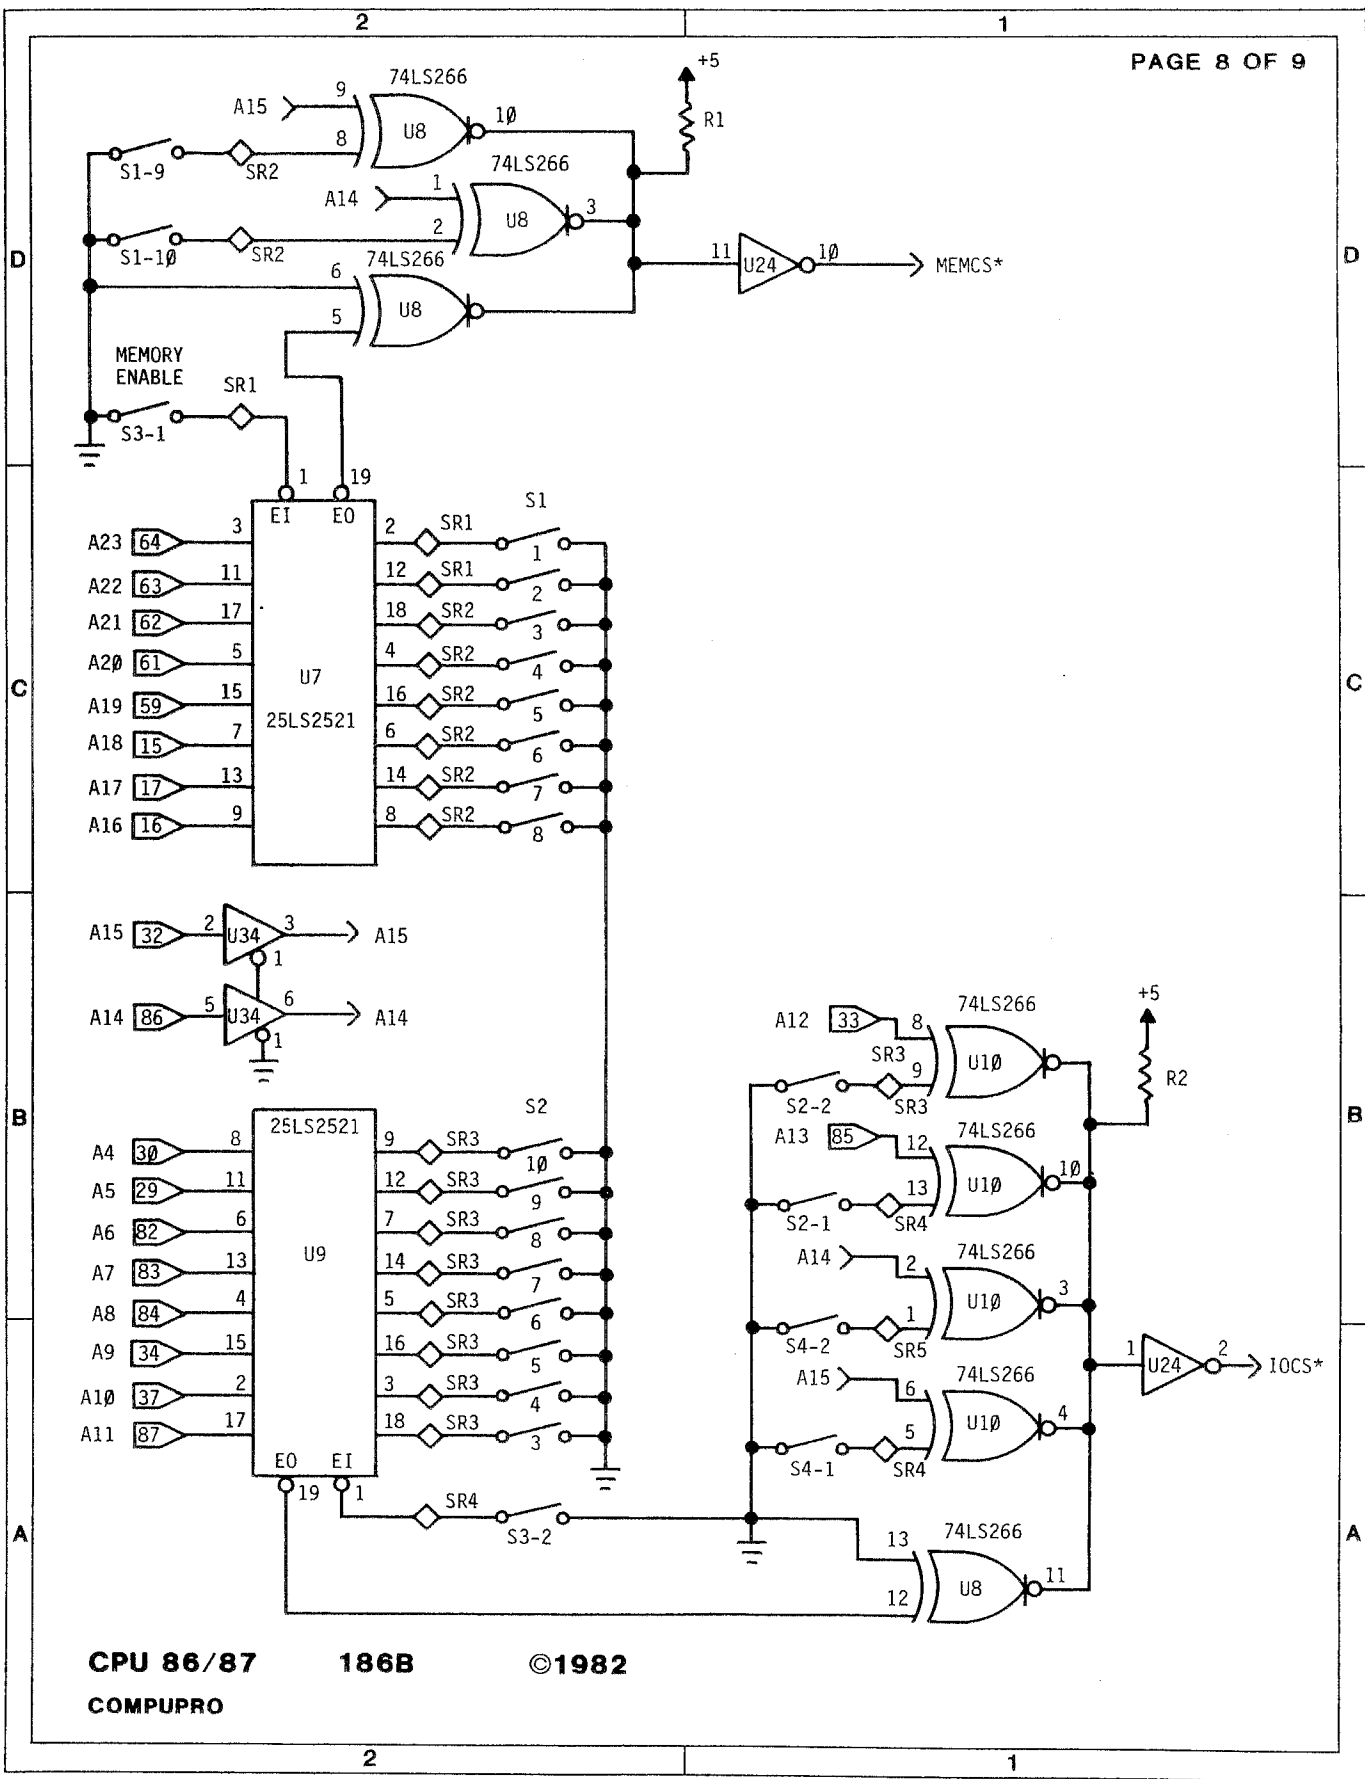 2 1
PAGE 8 OF 9
+5
74LS266
A15 9 U8 10 R1
8
S1-9 SR2
74LS266
A14 1 U8 3
2
S1-10 SR2
74LS266
D 6 U8 11 U24 10 MEMCS* D
5
MEMORY
ENABLE
SR1
S3-1
1 19
EI EO
S1
A23 64 3 2 SR1 1
A22 63 11 12 SR1 2
A21 62 17 18 SR2 3
A20 61 5 4 SR2 4
U7
C C
A19 59 15 16 SR2 5
25LS2521
A18 15 7 6 SR2 6
A17 17 13 14 SR2 7
A16 16 9 8 SR2 8
A15 32 2 U34 3 A15
1
A14 86 5 U34 6 A14
1
74LS266
+5
A12 33 8 U10
SR3 R2
9
S2-2 SR3
B B
74LS266
A13 85 12 U10 10
13
S2-1 SR4
74LS266
A14 2 U10 3
1
S4-2 SR5
74LS266
A15 6 U10 4
5
S4-1 SR4
1 U24 2 IOCS*
25LS2521 S2
A4 30 8 9 SR3 10
A5 29 11 12 SR3 9
A6 82 6 7 SR3 8
U9
A7 83 13 14 SR3 7
A8 84 4 5 SR3 6
A9 34 15 16 SR3 5
A10 37 2 3 SR3 4
A11 87 17 18 SR3 3
EO EI
19 1 SR4
S3-2
74LS266
A 13 U8 11 A
12
CPU 86/87 186B ©1982
COMPUPRO
2 1